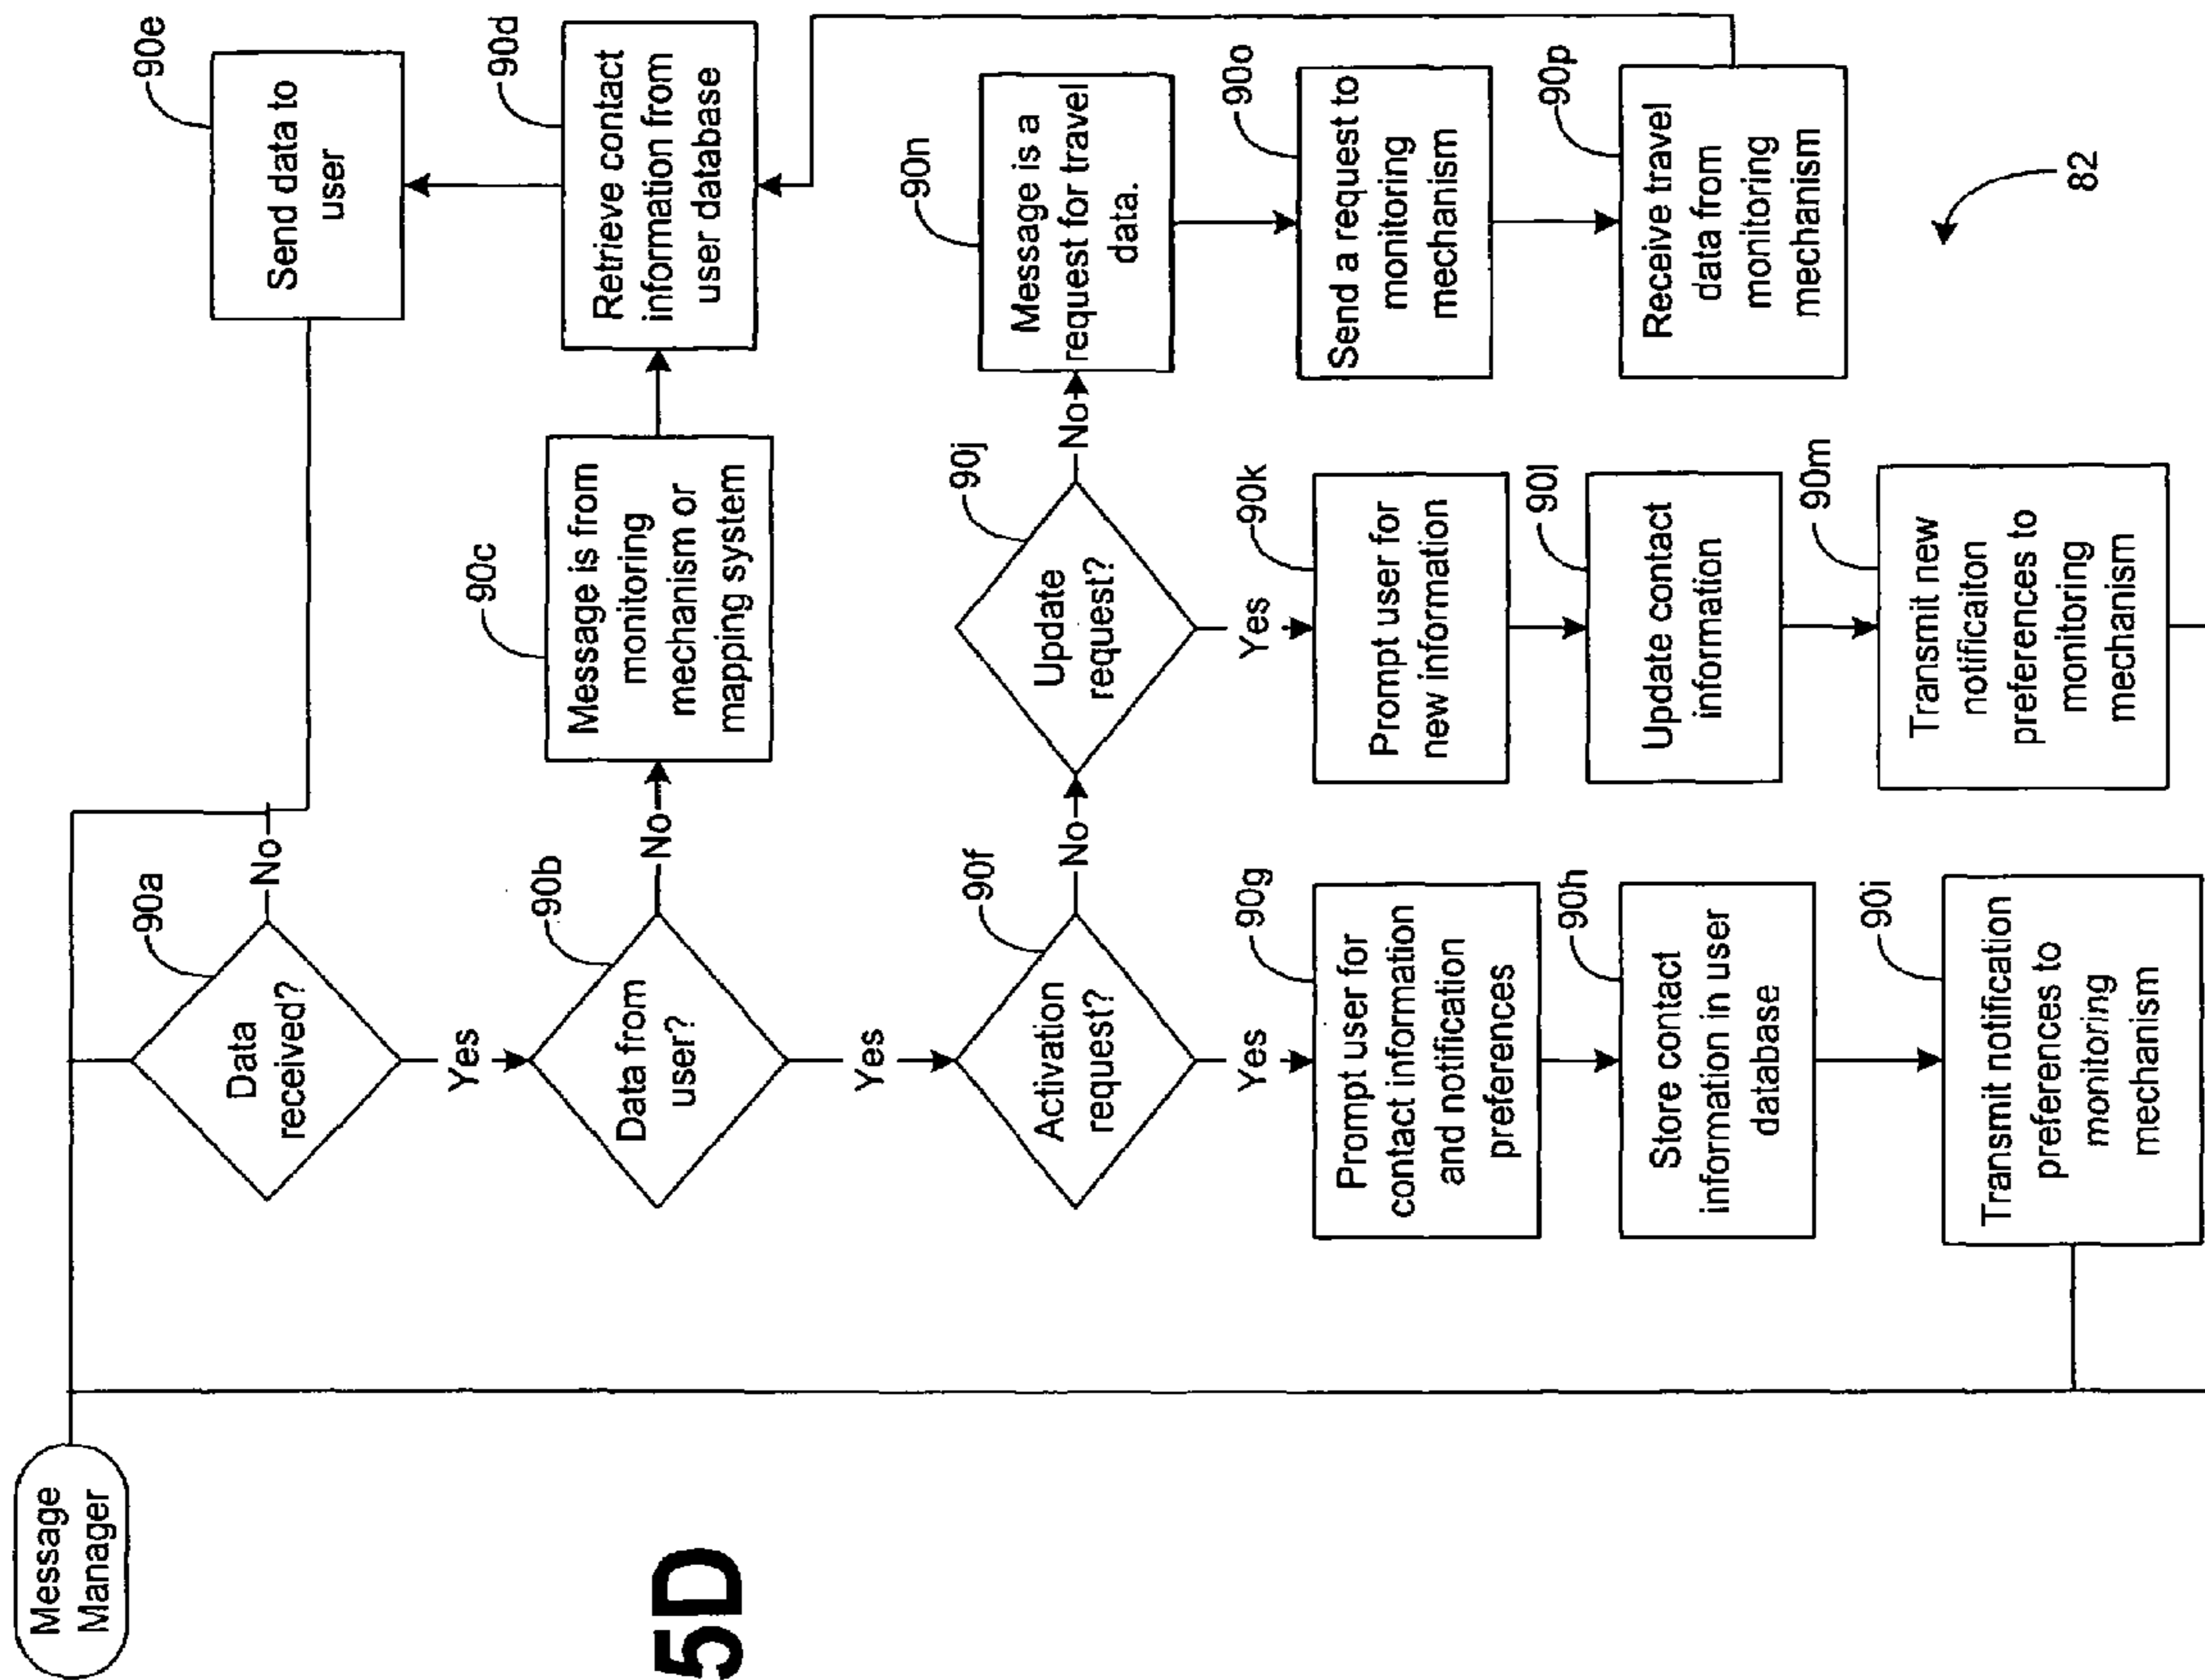 Message
Manager
5D
90a
Data
received?
No
Yes
90b
Data from
user?
No
Yes
90c
Message is from
monitoring
mechanism or
mapping system
90d
Retrieve contact
information from
user database
90e
Send data to
user
90f
Activation
request?
No
Yes
90g
Prompt user for
contact information
and notification
preferences
90h
Store contact
information in user
database
90i
Transmit notification
preferences to
monitoring
mechanism
90j
Update
request?
No
Yes
90k
Prompt user for
new information
90l
Update contact
information
90m
Transmit new
notificaiton
preferences to
monitoring
mechanism
90n
Message is a
request for travel
data.
90o
Send a request to
monitoring
mechanism
90p
Receive travel
data from
monitoring
mechanism
82